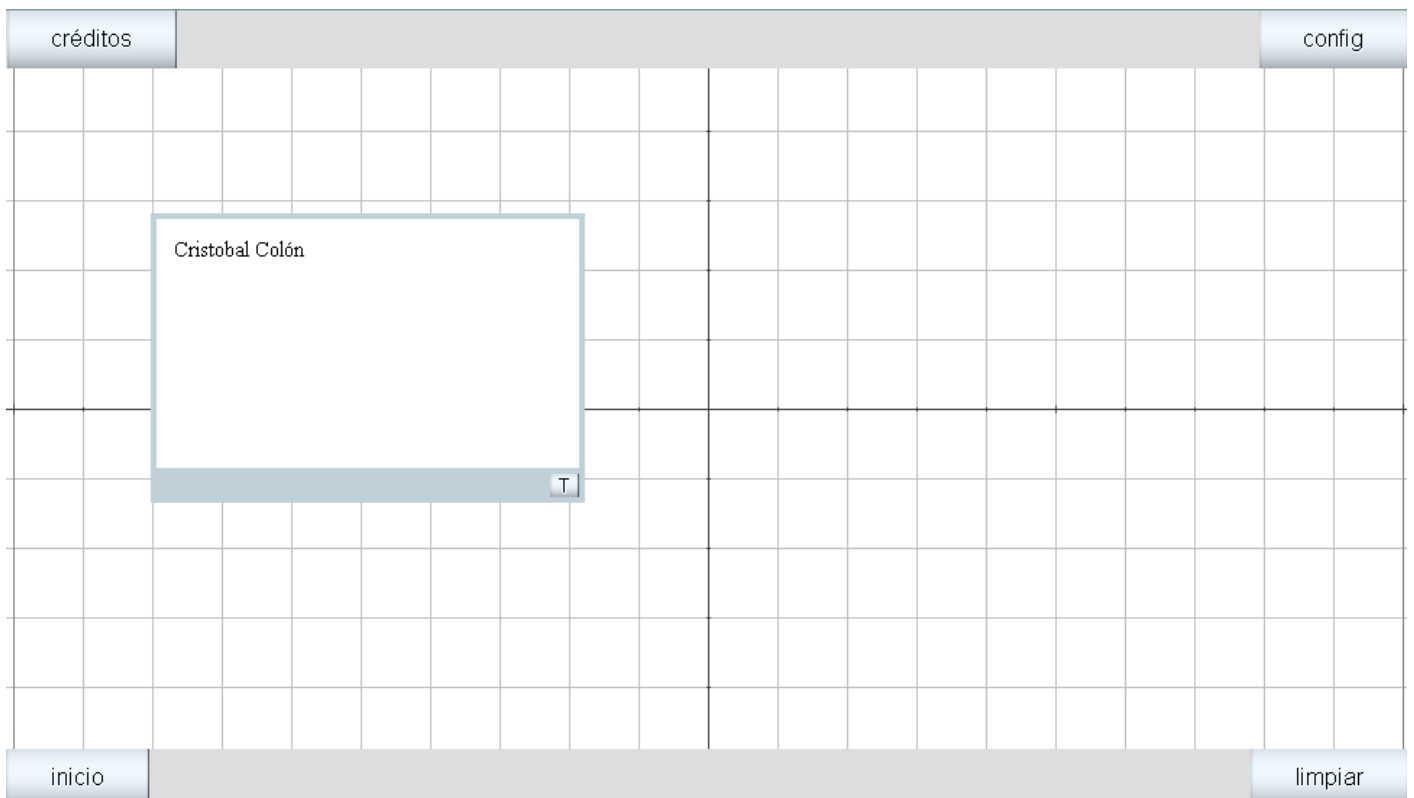 créditos
config
Cristobal Colón
T
inicio
limpiar